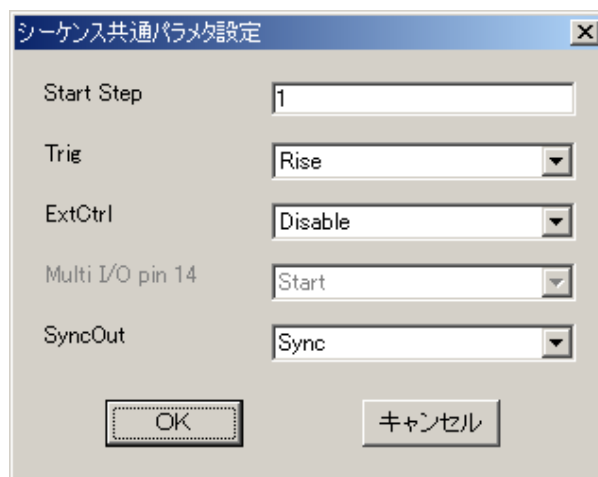 シーケンス共通パラメタ設定
Start Step 1
Trig Rise
ExtCtrl Disable
Multi I/O pin 14 Start
SyncOut Sync
OK キャンセル